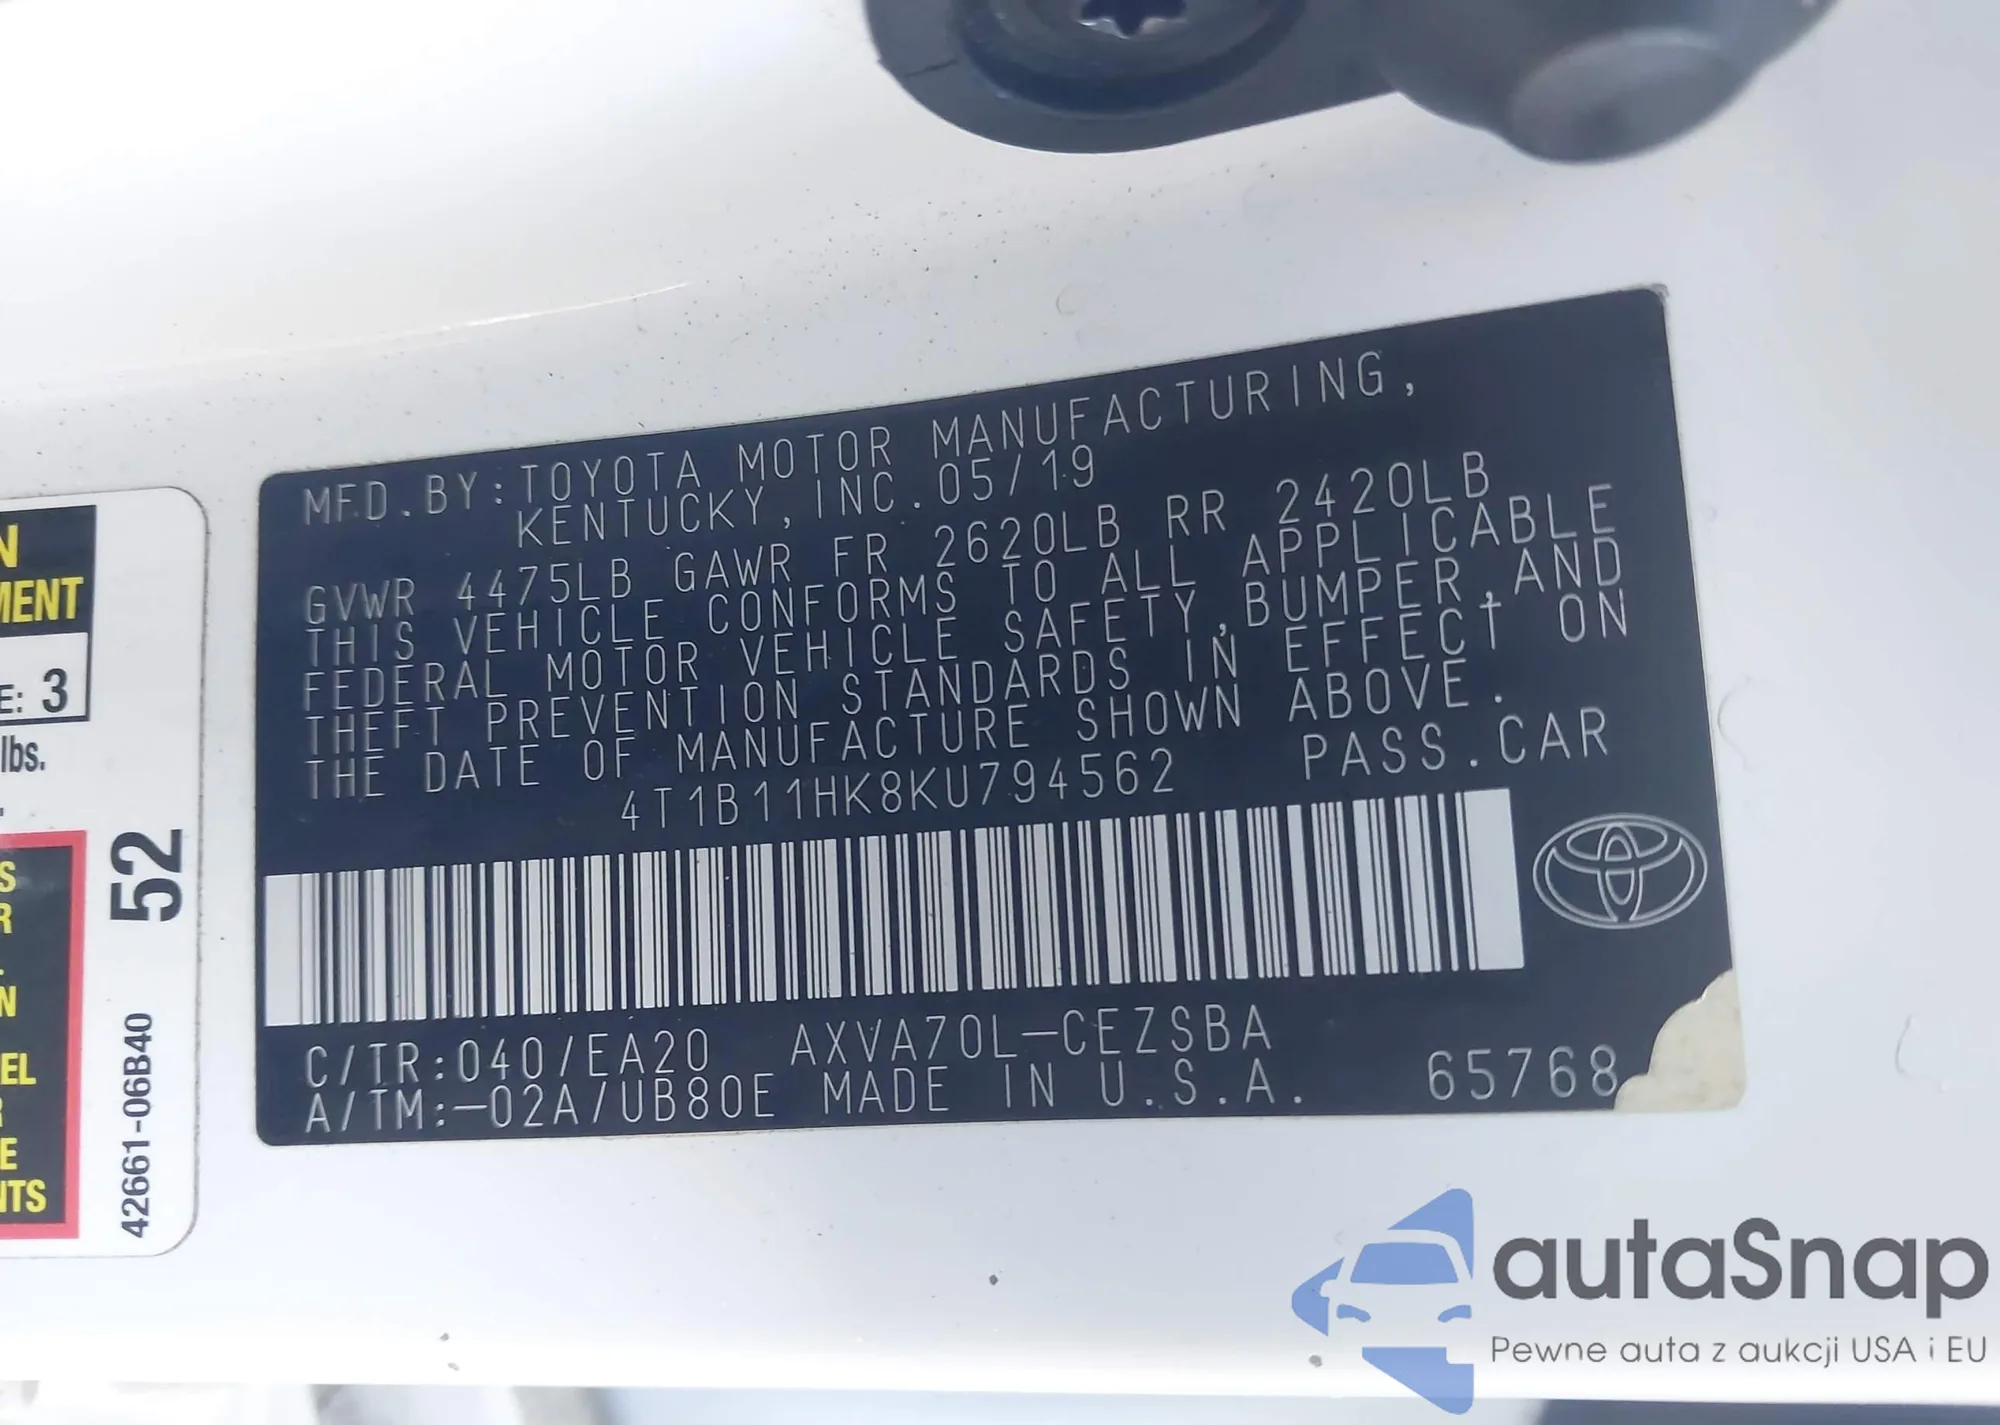 MFD.BY:TOYOTA MOTOR MANUFACTURING,
KENTUCKY, INC. 05/19
GVWR 4475LB GAWR FR 2620LB RR 2420LB
THIS VEHICLE CONFORMS TO ALL APPLICABLE
FEDERAL MOTOR VEHICLE SAFETY,BUMPER,AND
THEFT PREVENTION STANDARDS IN EFFECT ON
THE DATE OF MANUFACTURE SHOWN ABOVE.
4T1B11HK8KU794562 PASS.CAR
C/TR:040/EA20 AXVA70L-CEZSBA
A/TM:-02A/UB80E MADE IN U.S.A. 65768
N
MENT
E: 3
lbs.
S
R
N
EL
R
E
NTS
52
42661-06B40
autaSnap
Pewne auta z aukcji USA i EU